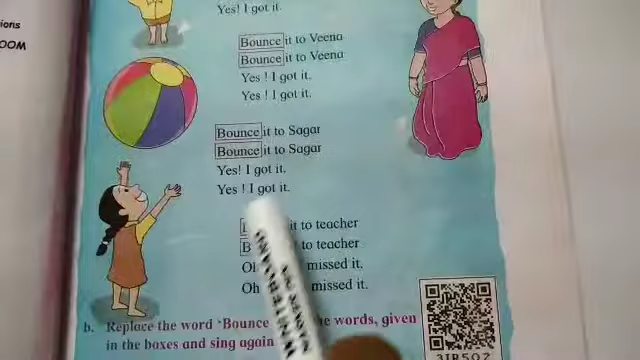 ions
OOM
Yes! I got it.
Bounce it to Veena
Bounce it to Veena
Yes ! I got it.
Yes ! I got it.
Bounce it to Sagar
Bounce it to Sagar
Yes! I got it.
Yes ! I got it.
it to teacher
B it to teacher
Oh missed it.
Oh missed it.
b. Replace the word 'Bounce words, given
in the boxes and sing again